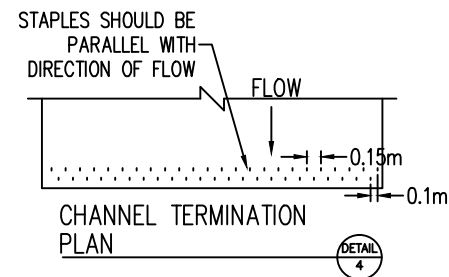 STAPLES SHOULD BE
PARALLEL WITH
DIRECTION OF FLOW
FLOW
0.15m
0.1m
CHANNEL TERMINATION
PLAN
DETAIL
4